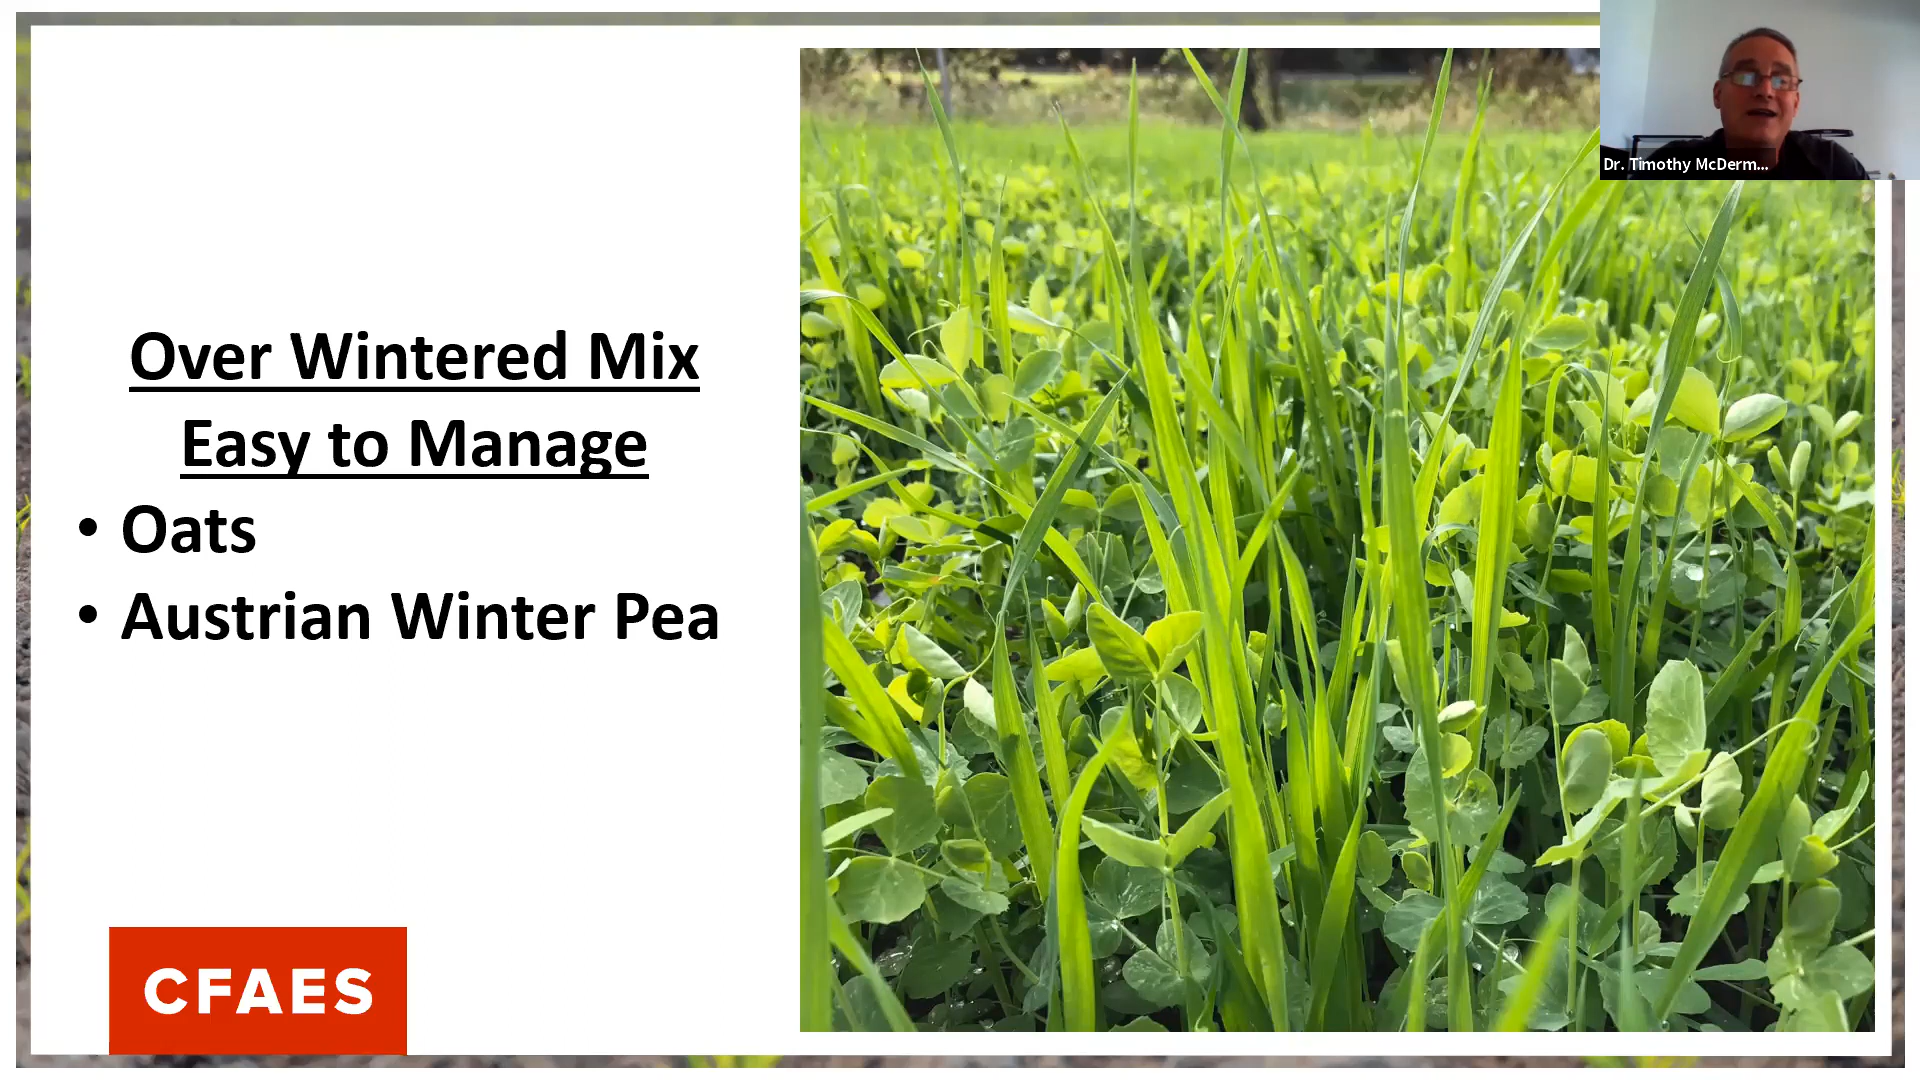 Over Wintered Mix
Easy to Manage
• Oats
• Austrian Winter Pea
CFAES
Dr. Timothy McDerm...